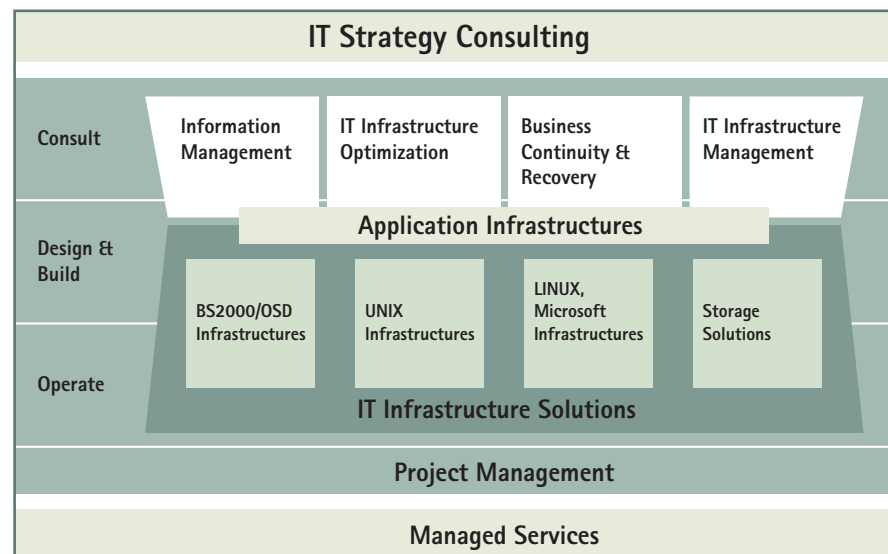 IT Strategy Consulting
Consult
Information
Management
IT Infrastructure
Optimization
Business
Continuity &
Recovery
IT Infrastructure
Management
Application Infrastructures
Design &
Build
BS2000/OSD
Infrastructures
UNIX
Infrastructures
LINUX,
Microsoft
Infrastructures
Storage
Solutions
Operate
IT Infrastructure Solutions
Project Management
Managed Services